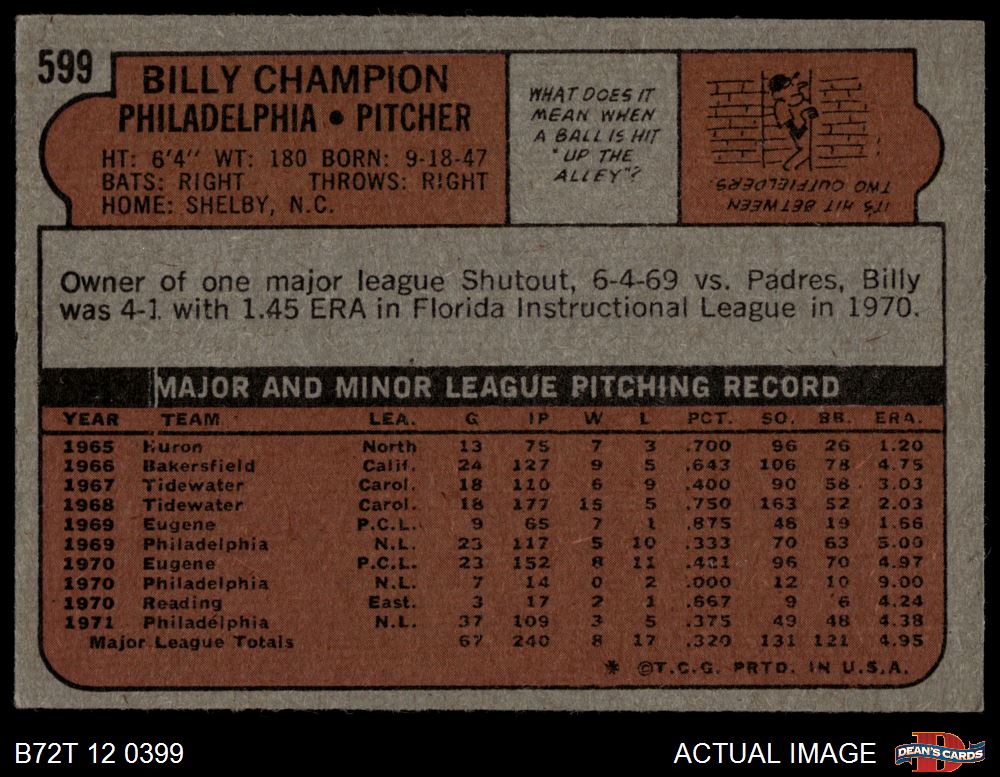 599
BILLY CHAMPION
PHILADELPHIA • PITCHER
HT: 6'4" WT: 180 BORN: 9-18-47
BATS: RIGHT THROWS: RIGHT
HOME: SHELBY, N.C.
WHAT DOES IT
MEAN WHEN
A BALL IS HIT
"UP THE
ALLEY"?
IT'S HIT BETWEEN
TWO OUTFIELDERS.
Owner of one major league Shutout, 6-4-69 vs. Padres, Billy
was 4-1 with 1.45 ERA in Florida Instructional League in 1970.
MAJOR AND MINOR LEAGUE PITCHING RECORD
YEAR TEAM LEA. G IP W L PCT. SO. BB. ERA.
1965 Huron North 13 75 7 3 .700 96 26 1.20
1966 Bakersfield Calif. 24 127 9 5 .643 106 78 4.75
1967 Tidewater Carol. 18 110 6 9 .400 90 58 3.03
1968 Tidewater Carol. 18 177 15 5 .750 163 52 2.03
1969 Eugene P.C.L. 9 65 7 1 .875 48 19 1.66
1969 Philadelphia N.L. 23 117 5 10 .333 70 63 5.00
1970 Eugene P.C.L. 23 152 8 11 .421 96 70 4.97
1970 Philadelphia N.L. 7 14 0 2 .000 12 10 9.00
1970 Reading East. 3 17 2 1 .667 9 6 4.24
1971 Philadelphia N.L. 37 109 3 5 .375 49 48 4.38
Major League Totals 67 240 8 17 .320 131 121 4.95
* ©T.C.G. PRTD. IN U.S.A.
B72T 12 0399
ACTUAL IMAGE
D
DEAN'S CARDS